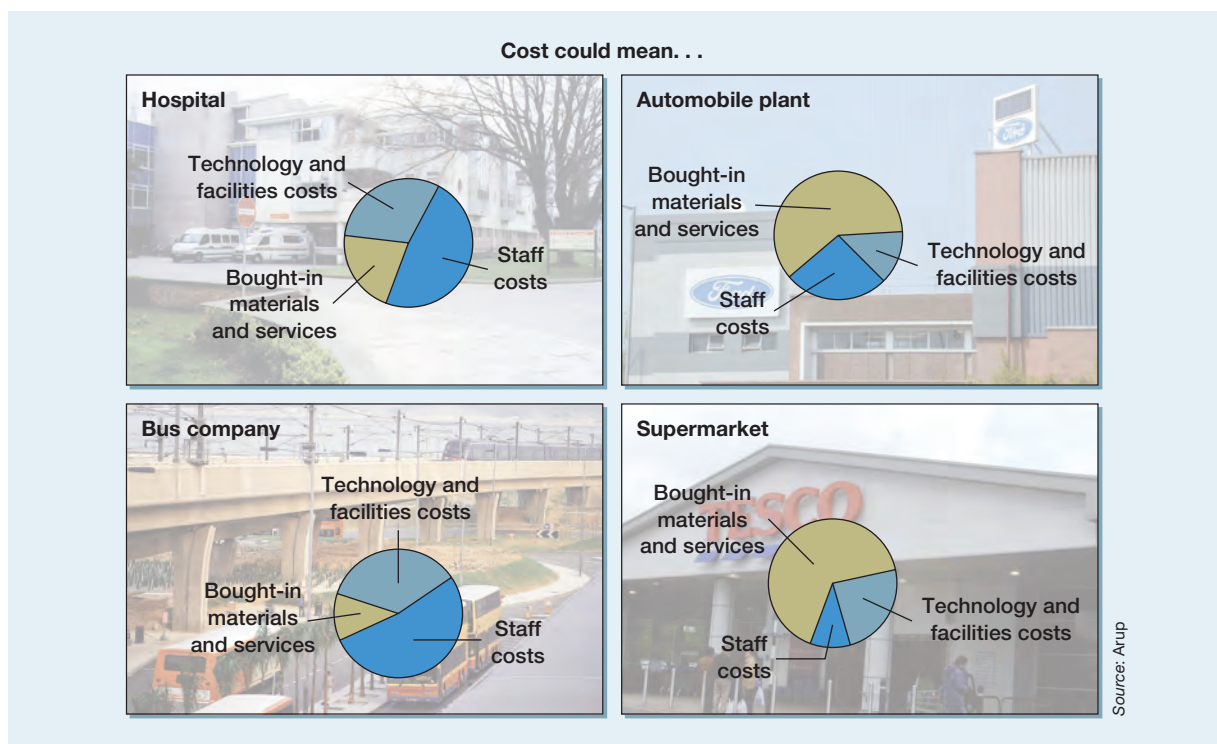 Cost could mean. . .
Hospital
Technology and
facilities costs
Staff
costs
Bought-in
materials
and services
Automobile plant
Ford
Bought-in
materials
and services
Technology and
facilities costs
Ford
Staff
costs
Bus company
Technology and
facilities costs
Bought-in
materials
and services
Staff
costs
Supermarket
TESCO
Bought-in
materials
and services
Technology and
facilities costs
Staff
costs
Source: Arup